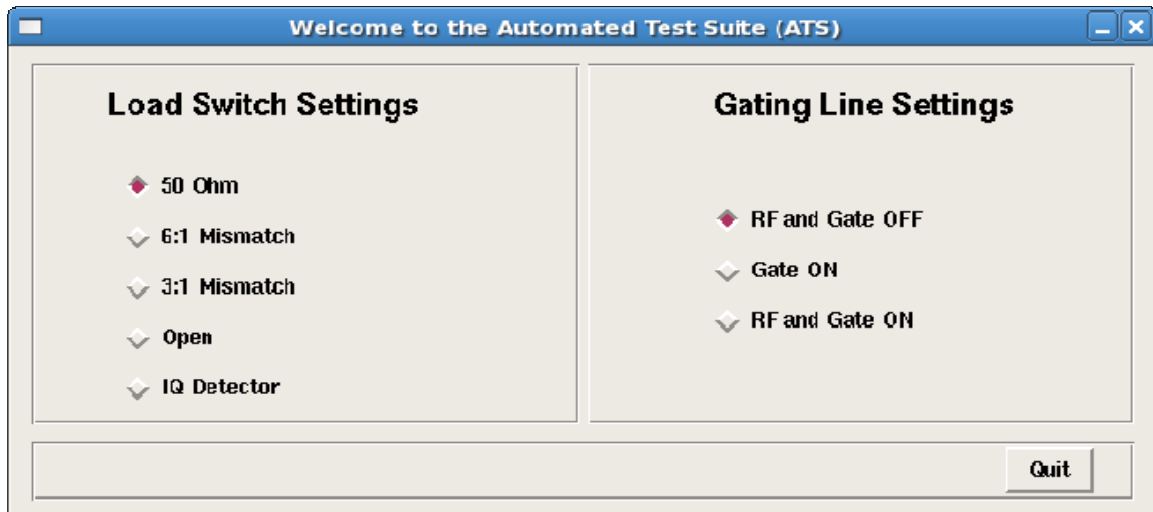 Welcome to the Automated Test Suite (ATS)
Load Switch Settings
50 Ohm
6:1 Mismatch
3:1 Mismatch
Open
IQ Detector
Gating Line Settings
RF and Gate OFF
Gate ON
RF and Gate ON
Quit